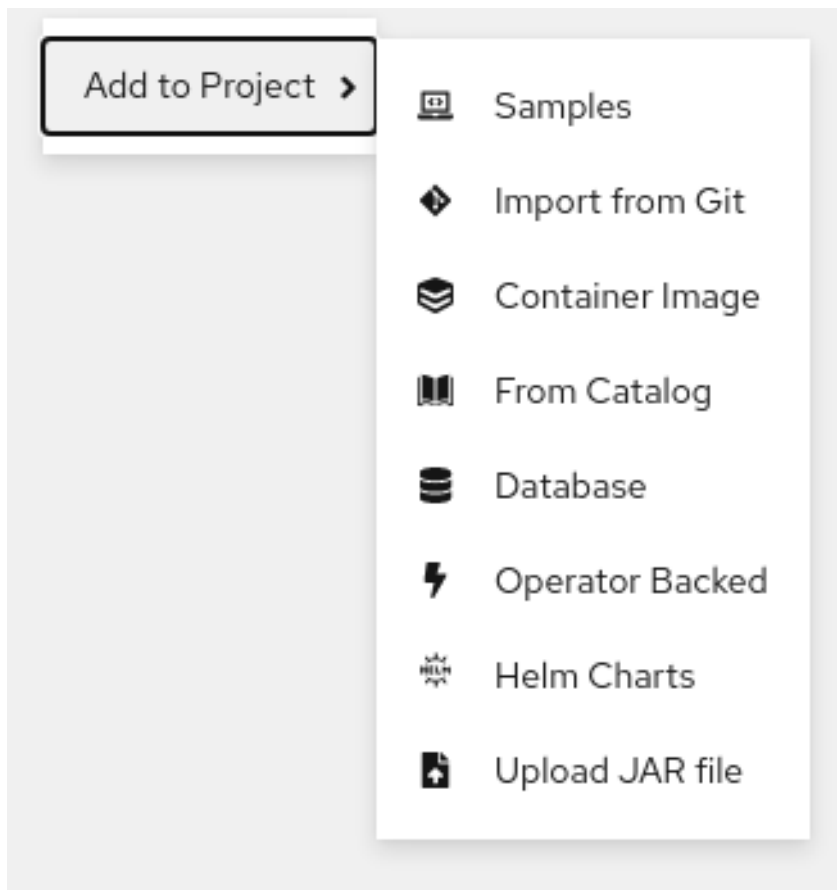 Add to Project
Samples
Import from Git
Container Image
From Catalog
Database
Operator Backed
HELM
Helm Charts
Upload JAR file